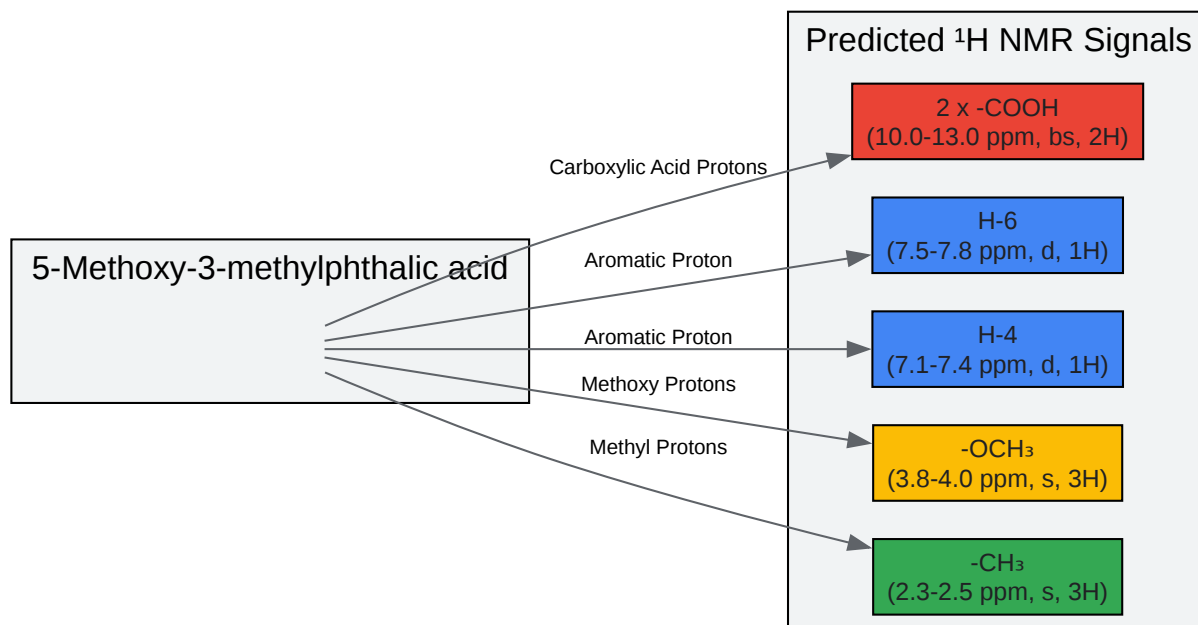 Predicted ¹H NMR Signals
2 x -COOH
(10.0-13.0 ppm, bs, 2H)
Carboxylic Acid Protons
H-6
(7.5-7.8 ppm, d, 1H)
5-Methoxy-3-methylphthalic acid
Aromatic Proton
Aromatic Proton
H-4
(7.1-7.4 ppm, d, 1H)
Methoxy Protons
-OCH₃
(3.8-4.0 ppm, s, 3H)
Methyl Protons
-CH₃
(2.3-2.5 ppm, s, 3H)